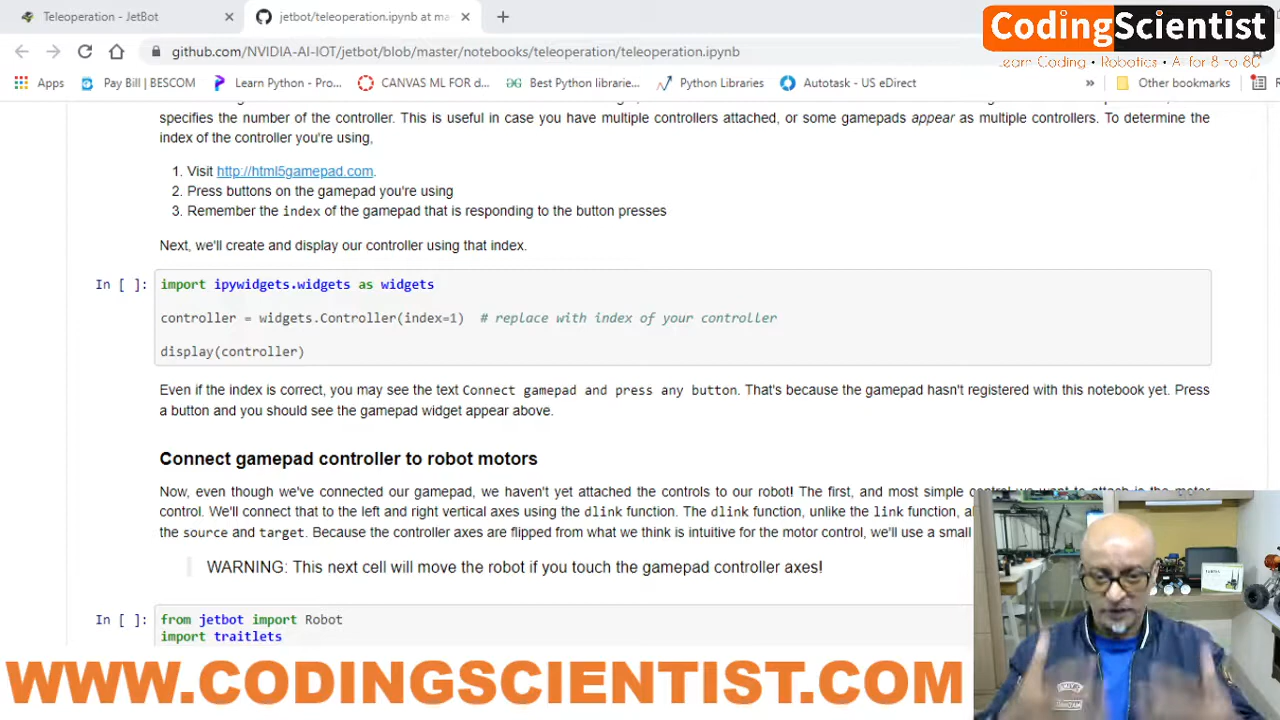 Teleoperation - JetBot
jetbot/teleoperation.ipynb at ma
CodingScientist
Learn Coding • Robotics • AI for 8 to 80
github.com/NVIDIA-AI-IOT/jetbot/blob/master/notebooks/teleoperation/teleoperation.ipynb
Apps Pay Bill | BESCOM Learn Python - Pro... CANVAS ML FOR d... Best Python librarie... Python Libraries Autotask - US eDirect » Other bookmarks
specifies the number of the controller. This is useful in case you have multiple controllers attached, or some gamepads appear as multiple controllers. To determine the
index of the controller you're using,
1. Visit http://html5gamepad.com.
2. Press buttons on the gamepad you're using
3. Remember the index of the gamepad that is responding to the button presses
Next, we'll create and display our controller using that index.
In [ ]: import ipywidgets.widgets as widgets
controller = widgets.Controller(index=1) # replace with index of your controller
display(controller)
Even if the index is correct, you may see the text Connect gamepad and press any button. That's because the gamepad hasn't registered with this notebook yet. Press
a button and you should see the gamepad widget appear above.
Connect gamepad controller to robot motors
Now, even though we've connected our gamepad, we haven't yet attached the controls to our robot! The first, and most simple control we want to attach is the motor
control. We'll connect that to the left and right vertical axes using the dlink function. The dlink function, unlike the link function,
the source and target. Because the controller axes are flipped from what we think is intuitive for the motor control, we'll use a small
WARNING: This next cell will move the robot if you touch the gamepad controller axes!
In [ ]: from jetbot import Robot
import traitlets
WWW.CODINGSCIENTIST.COM